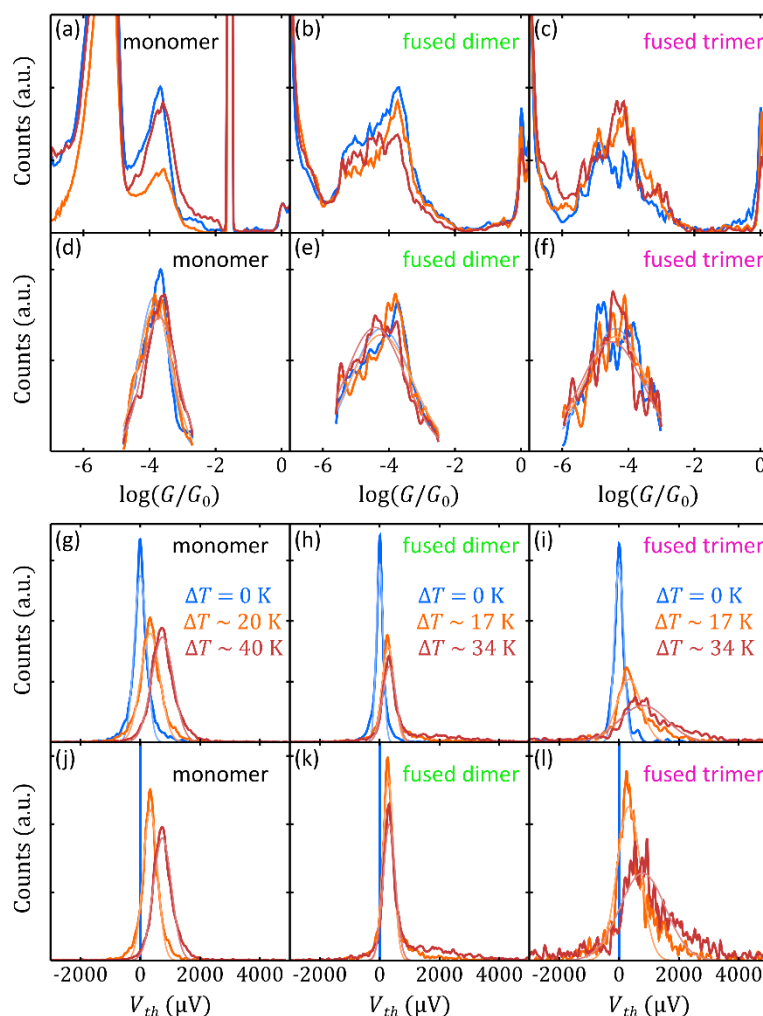 (a) monomer (b) fused dimer (c) fused trimer
Counts (a.u.)
(d) monomer (e) fused dimer (f) fused trimer
Counts (a.u.)
-6 -4 -2 0 -6 -4 -2 0 -6 -4 -2 0
log(G/G₀) log(G/G₀) log(G/G₀)
(g) monomer (h) fused dimer (i) fused trimer
ΔT = 0 K ΔT = 0 K ΔT = 0 K
ΔT ~ 20 K ΔT ~ 17 K ΔT ~ 17 K
ΔT ~ 40 K ΔT ~ 34 K ΔT ~ 34 K
Counts (a.u.)
(j) monomer (k) fused dimer (l) fused trimer
Counts (a.u.)
-2000 0 2000 4000 -2000 0 2000 4000 -2000 0 2000 4000
V_th (μV) V_th (μV) V_th (μV)